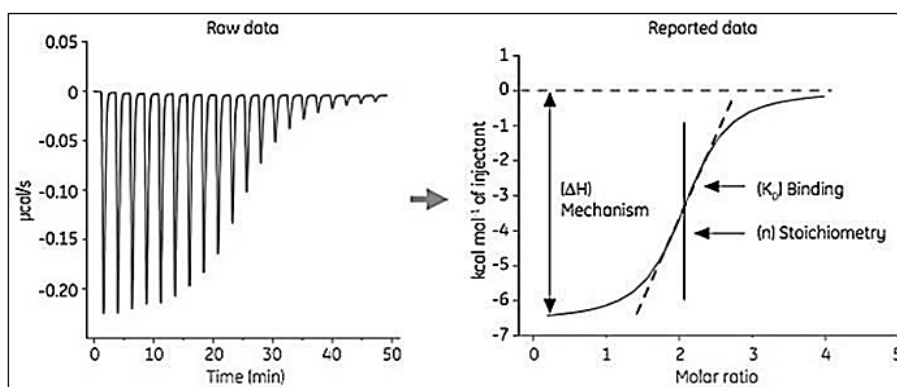 Raw data
0.05
0
-0.05
-0.10
-0.15
-0.20
µcal/s
0
10
20
30
40
50
Time (min)
Reported data
1
0
-1
-2
-3
-4
-5
-6
-7
kcal mol⁻¹ of injectant
(ΔH)
Mechanism
(K_D) Binding
(n) Stoichiometry
0
1
2
3
4
5
Molar ratio